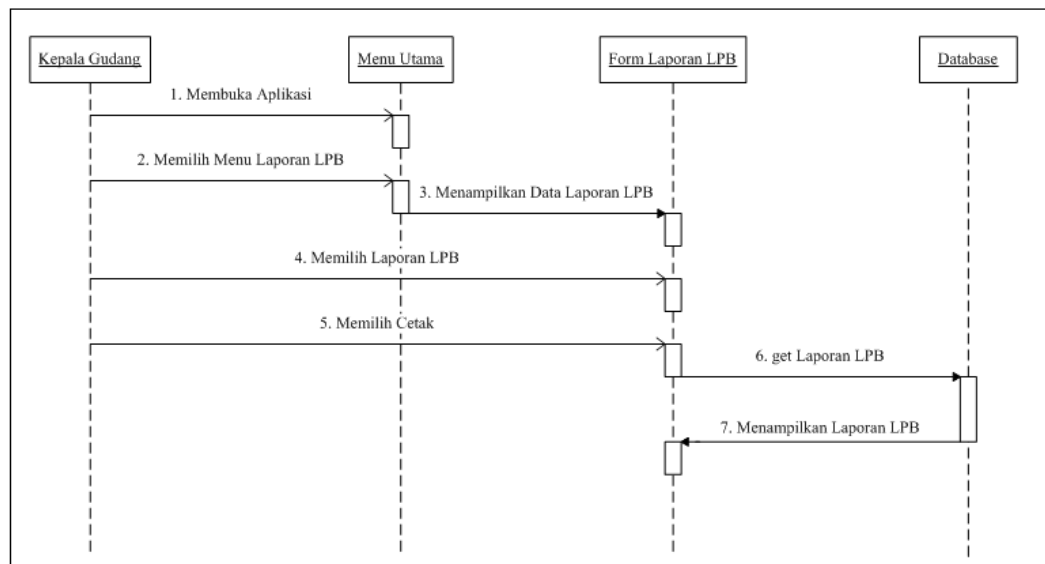 Kepala Gudang
Menu Utama
Form Laporan LPB
Database
1. Membuka Aplikasi
2. Memilih Menu Laporan LPB
3. Menampilkan Data Laporan LPB
4. Memilih Laporan LPB
5. Memilih Cetak
6. get Laporan LPB
7. Menampilkan Laporan LPB